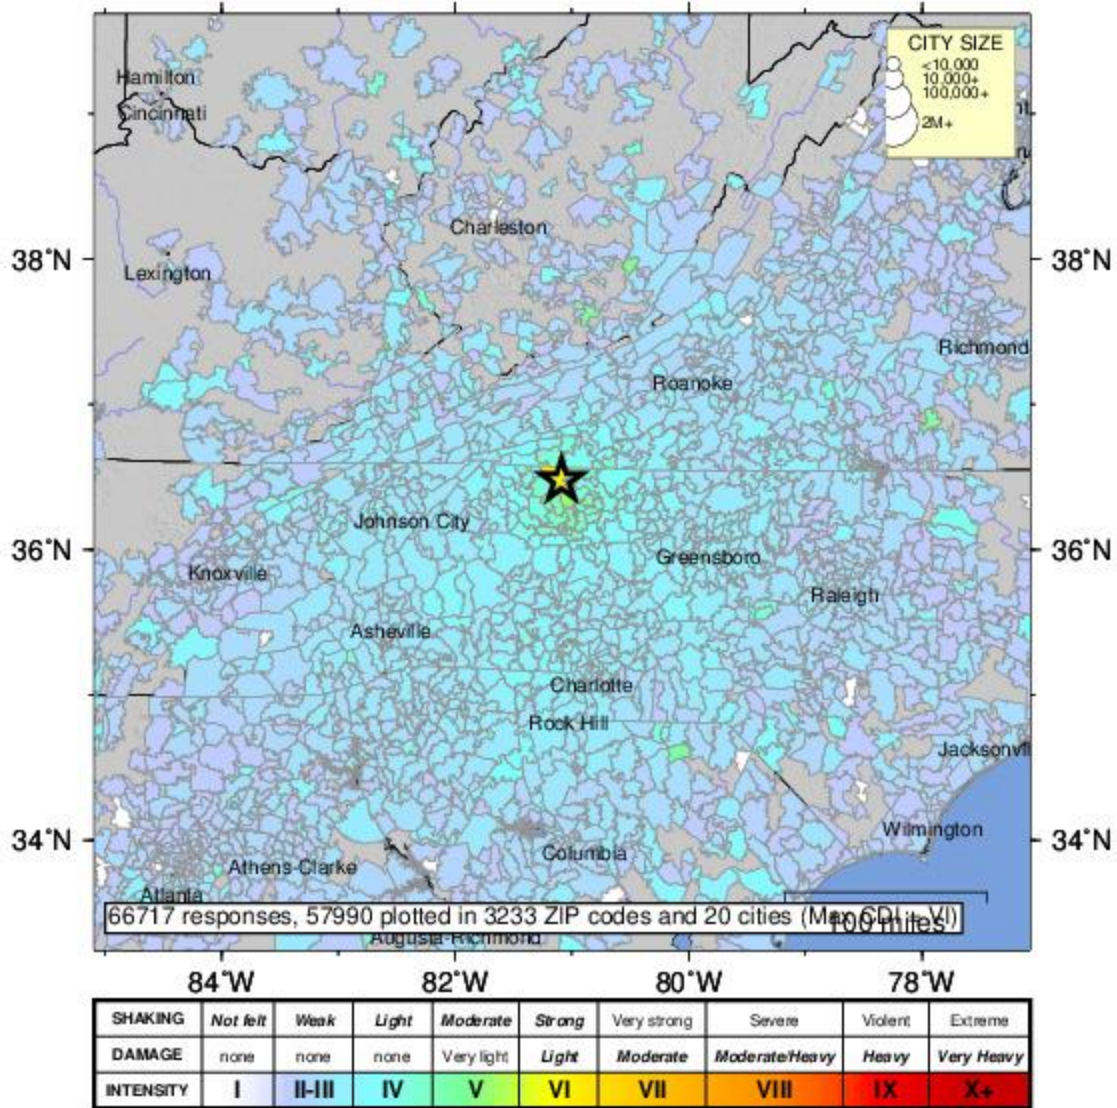 CITY SIZE
<10,000
10,000+
100,000+
2M+
Hamilton
Cincinnati
Charleston
38°N
38°N
Lexington
Richmond
Roanoke
Johnson City
36°N
Greensboro
36°N
Knoxville
Raleigh
Asheville
Charlotte
Rock Hill
Jacksonvil
34°N
Wilmington
34°N
Columbia
Athens-Clarke
Atlanta
66717 responses, 57990 plotted in 3233 ZIP codes and 20 cities (Max CDI = VI)
100 miles
Augusta-Richmond
84°W 82°W 80°W 78°W
SHAKING Not felt Weak Light Moderate Strong Very strong Severe Violent Extreme
DAMAGE none none none Very light Light Moderate Moderate/Heavy Heavy Very Heavy
INTENSITY I II-III IV V VI VII VIII IX X+